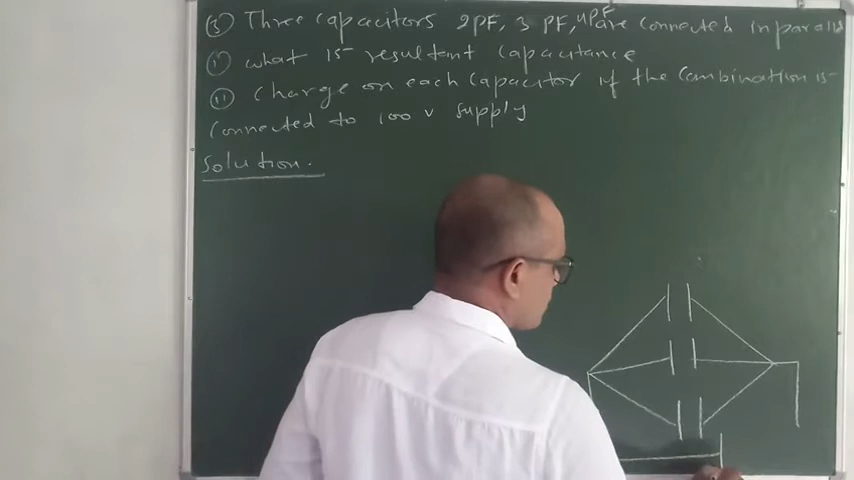 ③ Three capacitors 2PF, 3 PF, 4PF are connected in parallel
(i) what is resultant capacitance
(ii) charge on each capacitor if the combination is
connected to 100 v supply
Solution.